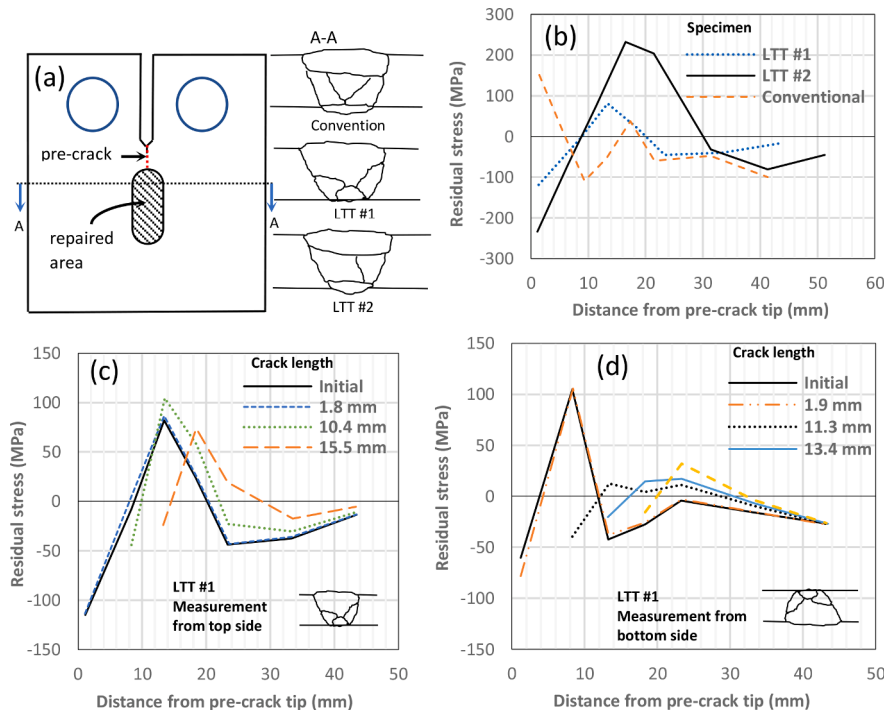 (a)
pre-crack
A
A
repaired
area
A-A
Convention
LTT #1
LTT #2
(b)
Specimen
LTT #1
LTT #2
Conventional
Residual stress (MPa)
300
200
100
0
-100
-200
-300
0 10 20 30 40 50 60
Distance from pre-crack tip (mm)
(c)
Crack length
Initial
1.8 mm
10.4 mm
15.5 mm
Residual stress (MPa)
150
100
50
0
-50
-100
-150
LTT #1
Measurement
from top side
0 10 20 30 40 50
Distance from pre-crack tip (mm)
(d)
Crack length
Initial
1.9 mm
11.3 mm
13.4 mm
Residual stress (MPa)
150
100
50
0
-50
-100
-150
LTT #1
Measurement from
bottom side
0 10 20 30 40 50
Distance from pre-crack tip (mm)